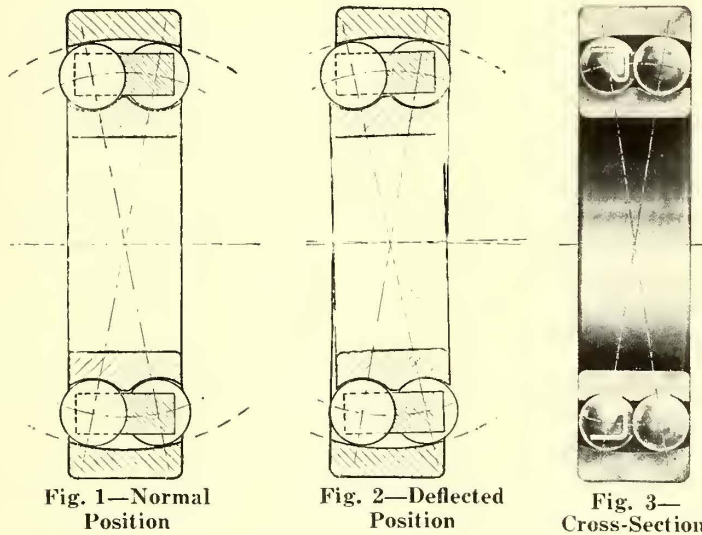 Fig. 1—Normal
Position
Fig. 2—Deflected
Position
Fig. 3—
Cross-Section